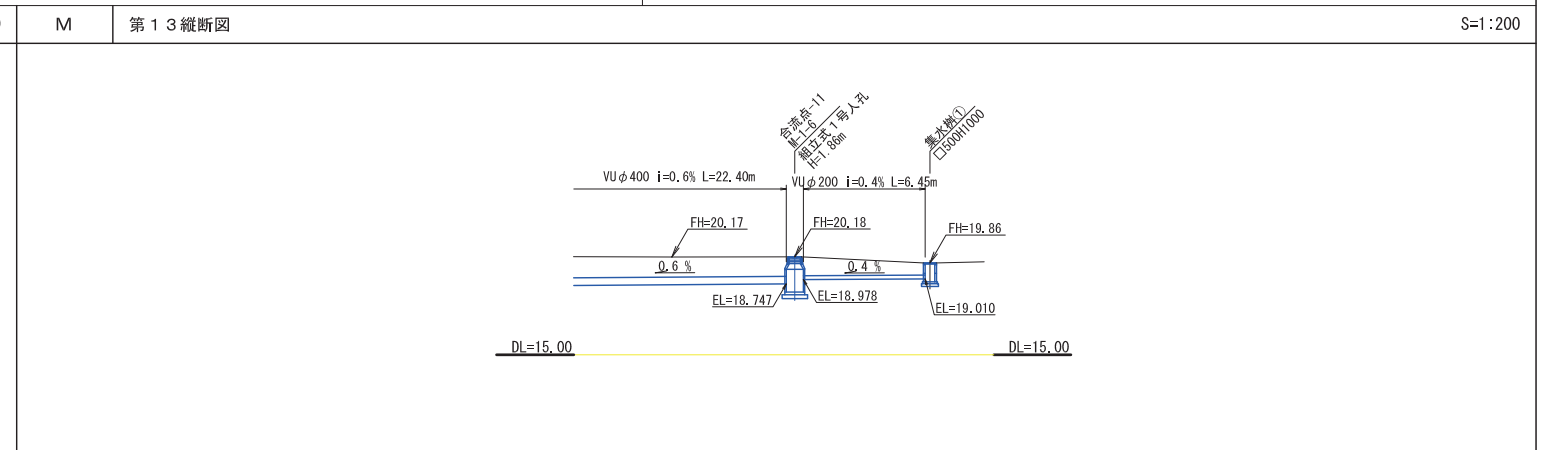 M
第13縦断図
S=1:200
合流点-11
M-1-6
組立式1号人孔
H=1.86m
集水桝①
□500H1000
VUφ400 i=0.6% L=22.40m
VUφ200 i=0.4% L=6.45m
FH=20.17
FH=20.18
FH=19.86
0.6 %
0.4 %
EL=18.747
EL=18.978
EL=19.010
DL=15.00
DL=15.00